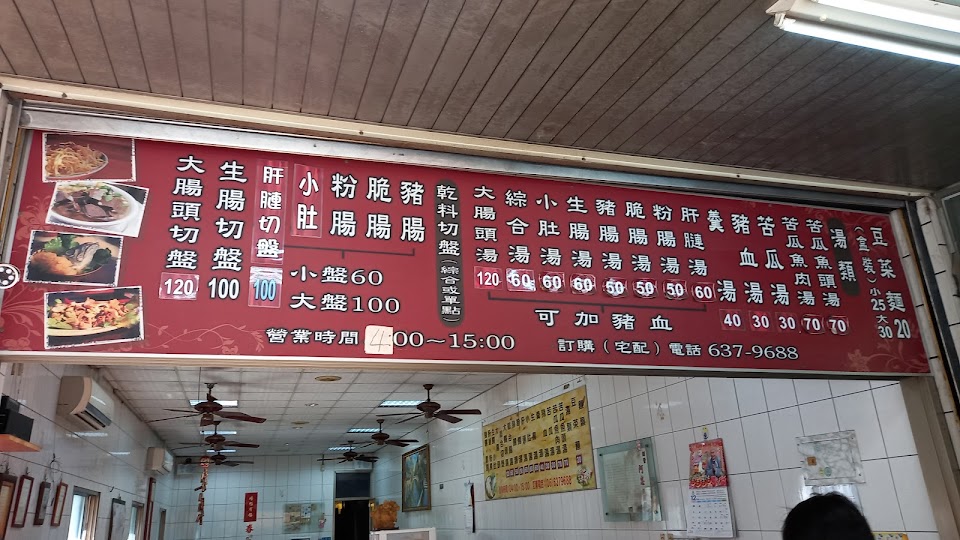 豆菜麵 20
(盒裝)25 大30
湯類
苦瓜魚頭湯 70
苦瓜魚肉湯 70
苦瓜湯 30
豬血湯 30
羹湯 40
肝腱湯 60
粉腸湯 50
脆腸湯 50
豬腸湯 50
生腸湯 60
小肚湯 60
綜合湯 60
大腸頭湯 120
可加豬血
乾料切盤(綜合或單點)
豬腸
脆腸
粉腸
小肚
小盤60
大盤100
肝腱切盤 100
生腸切盤 100
大腸頭切盤 120
營業時間 4:00～15:00
訂購(宅配)電話 637-9688